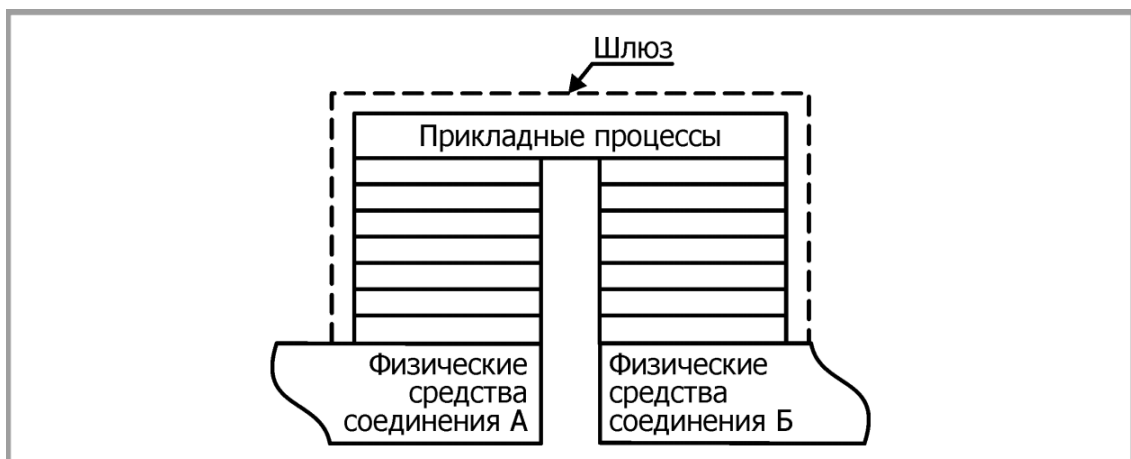 Шлюз
Прикладные процессы
Физические
средства
соединения А
Физические
средства
соединения Б